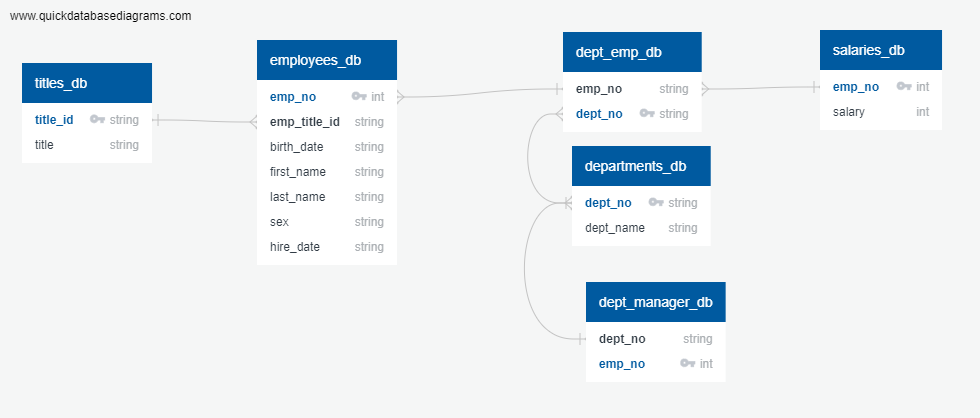 www.quickdatabasediagrams.com
titles_db
title_id string
title string
employees_db
emp_no int
emp_title_id string
birth_date string
first_name string
last_name string
sex string
hire_date string
dept_emp_db
emp_no string
dept_no string
departments_db
dept_no string
dept_name string
dept_manager_db
dept_no string
emp_no int
salaries_db
emp_no int
salary int